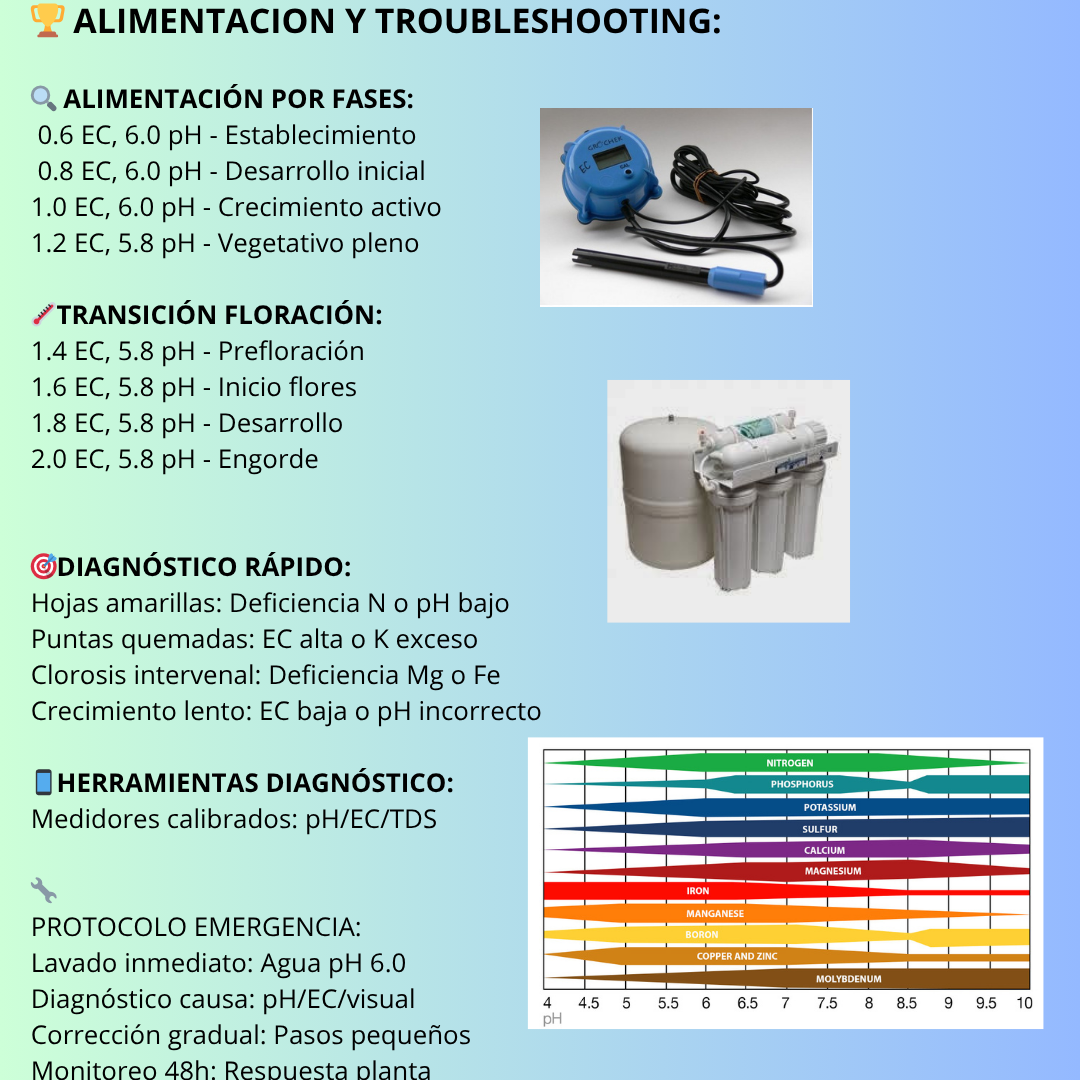 ALIMENTACION Y TROUBLESHOOTING:
ALIMENTACIÓN POR FASES:
0.6 EC, 6.0 pH - Establecimiento
0.8 EC, 6.0 pH - Desarrollo inicial
1.0 EC, 6.0 pH - Crecimiento activo
1.2 EC, 5.8 pH - Vegetativo pleno
GRO CHEK
EC
CAL
TRANSICIÓN FLORACIÓN:
1.4 EC, 5.8 pH - Prefloración
1.6 EC, 5.8 pH - Inicio flores
1.8 EC, 5.8 pH - Desarrollo
2.0 EC, 5.8 pH - Engorde
DIAGNÓSTICO RÁPIDO:
Hojas amarillas: Deficiencia N o pH bajo
Puntas quemadas: EC alta o K exceso
Clorosis intervenal: Deficiencia Mg o Fe
Crecimiento lento: EC baja o pH incorrecto
HERRAMIENTAS DIAGNÓSTICO:
Medidores calibrados: pH/EC/TDS
PROTOCOLO EMERGENCIA:
Lavado inmediato: Agua pH 6.0
Diagnóstico causa: pH/EC/visual
Corrección gradual: Pasos pequeños
Monitoreo 48h: Respuesta planta
NITROGEN
PHOSPHORUS
POTASSIUM
SULFUR
CALCIUM
MAGNESIUM
IRON
MANGANESE
BORON
COPPER AND ZINC
MOLYBDENUM
4 4.5 5 5.5 6 6.5 7 7.5 8 8.5 9 9.5 10
pH